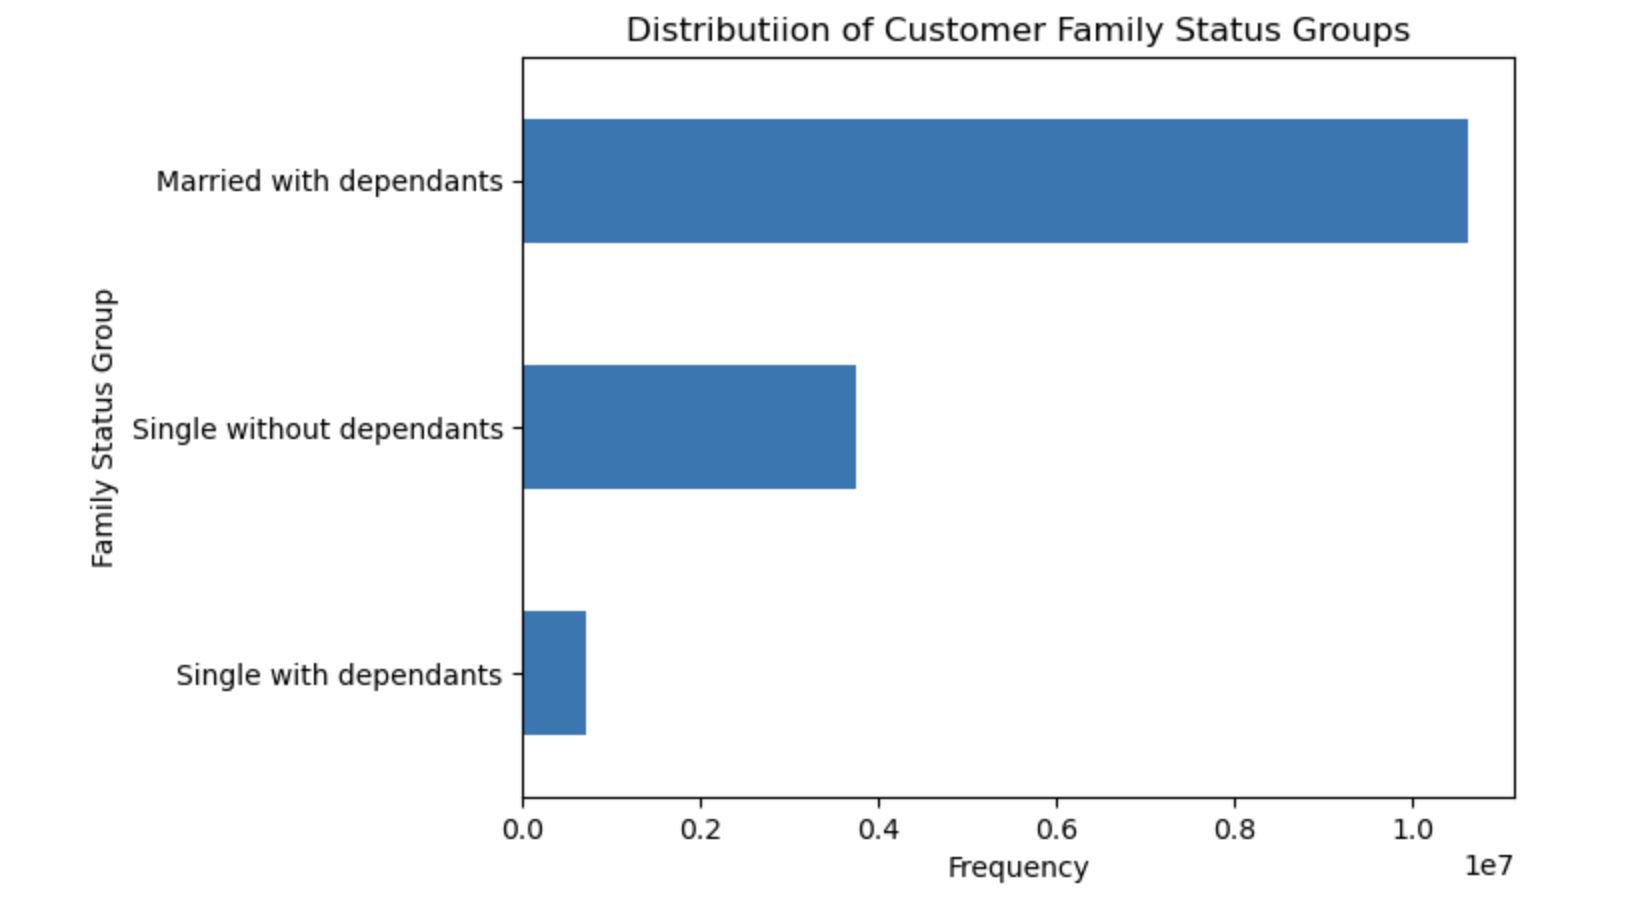 Distributiion of Customer Family Status Groups
Family Status Group
Married with dependants
Single without dependants
Single with dependants
0.0 0.2 0.4 0.6 0.8 1.0
Frequency
1e7